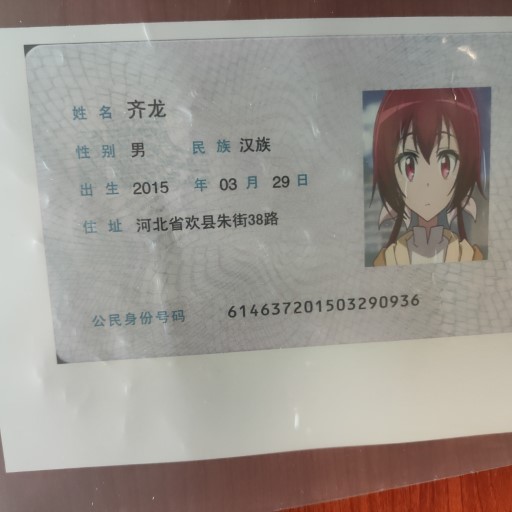 姓名 齐龙
性别 男 民族 汉族
出生 2015 年 03 月 29 日
住址 河北省欢县朱街38路
公民身份号码 614637201503290936